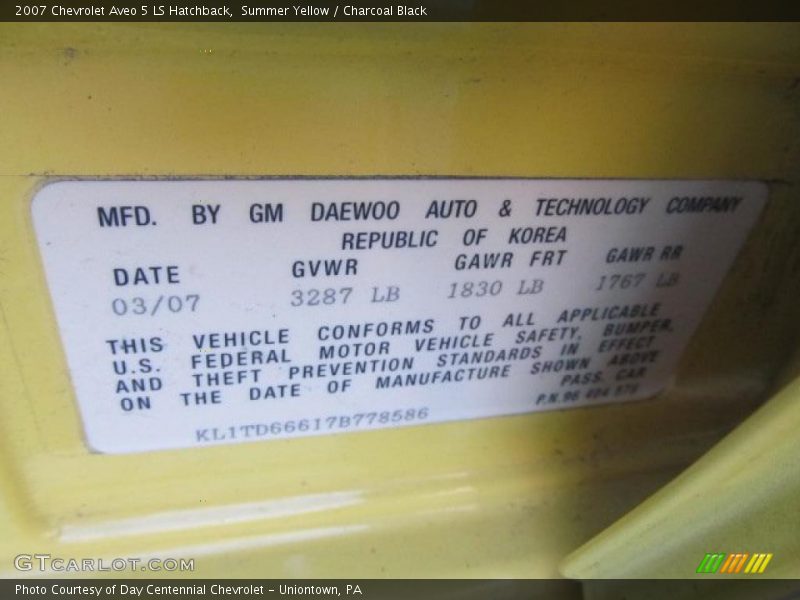 2007 Chevrolet Aveo 5 LS Hatchback,  Summer Yellow / Charcoal Black
MFD. BY GM DAEWOO AUTO & TECHNOLOGY COMPANY
REPUBLIC OF KOREA
DATE GVWR GAWR FRT GAWR RR
03/07 3287 LB 1830 LB 1767 LB
THIS VEHICLE CONFORMS TO ALL APPLICABLE
U.S. FEDERAL MOTOR VEHICLE SAFETY, BUMPER,
AND THEFT PREVENTION STANDARDS IN EFFECT
ON THE DATE OF MANUFACTURE SHOWN ABOVE
PASS. CAR
KL1TD66617B778586 P.N.96
GTCARLOT.COM
Photo Courtesy of Day Centennial Chevrolet – Uniontown, PA